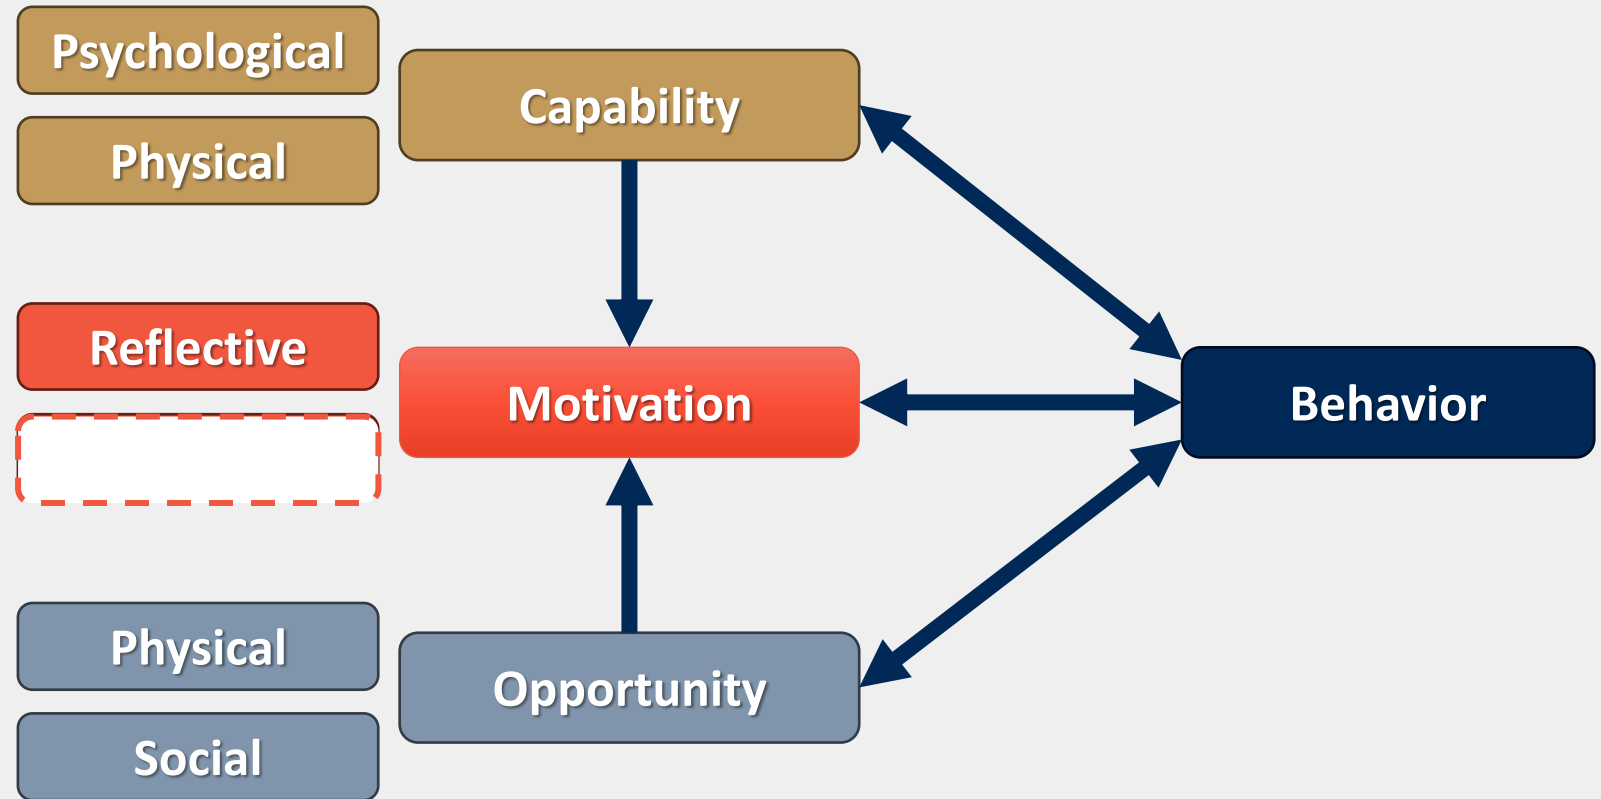 Psychological
Physical
Capability
Reflective
Motivation
Behavior
Physical
Opportunity
Social